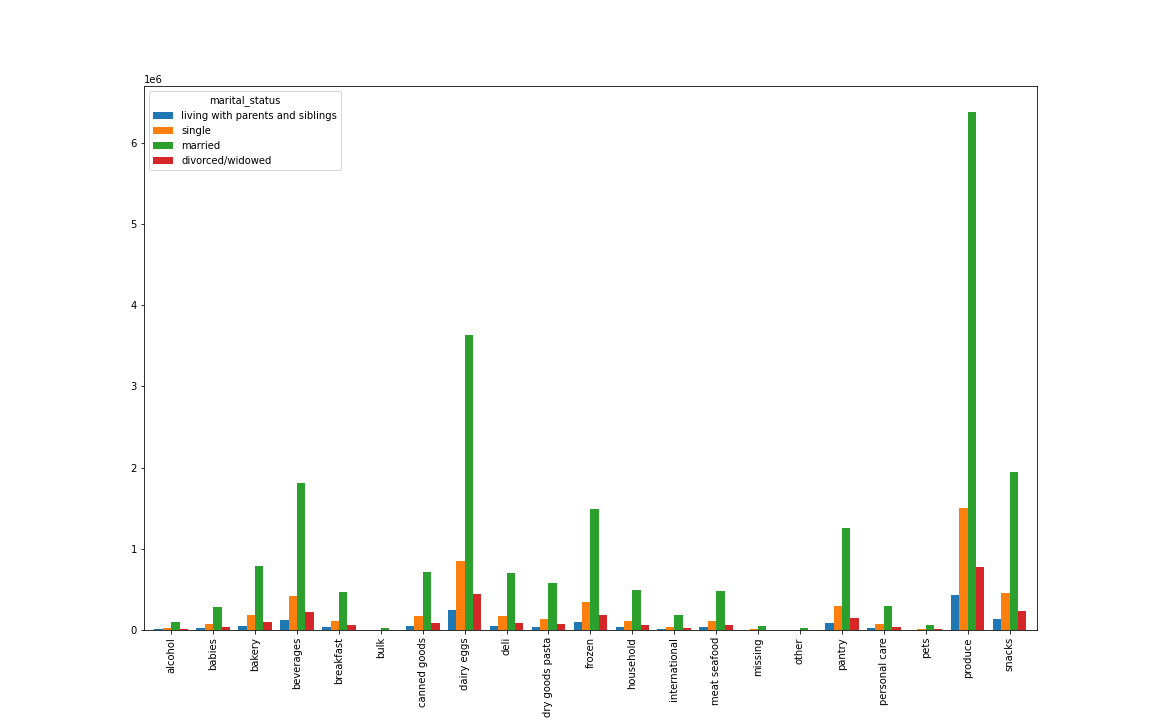 1e6
marital_status
living with parents and siblings
single
married
divorced/widowed
6
5
4
3
2
1
0
alcohol
babies
bakery
beverages
breakfast
bulk
canned goods
dairy eggs
deli
dry goods pasta
frozen
household
international
meat seafood
missing
other
pantry
personal care
pets
produce
snacks